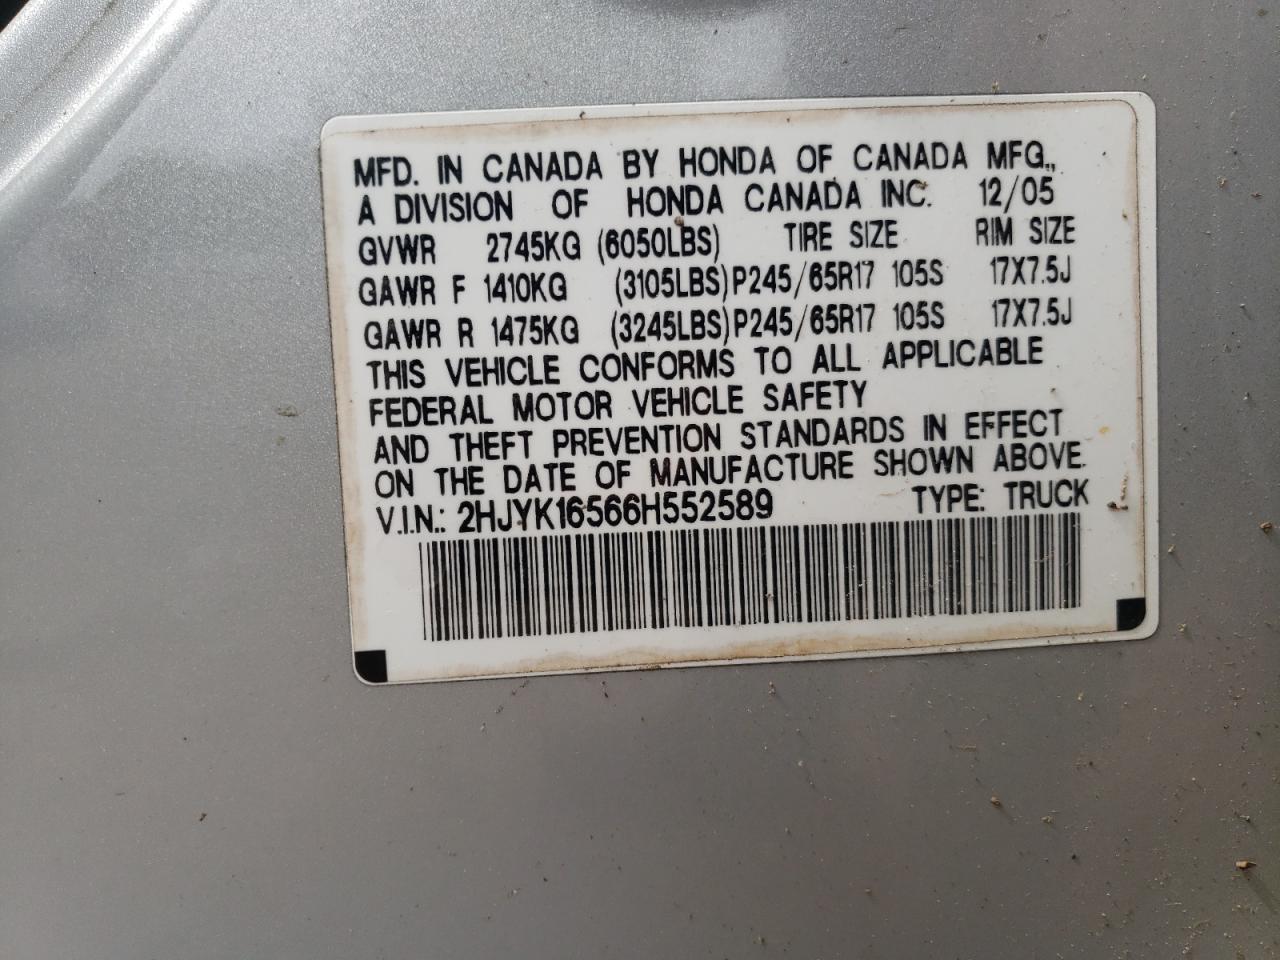 MFD. IN CANADA BY HONDA OF CANADA MFG.,
A DIVISION OF HONDA CANADA INC. 12/05
GVWR 2745KG (6050LBS) TIRE SIZE RIM SIZE
GAWR F 1410KG (3105LBS) P245/65R17 105S 17X7.5J
GAWR R 1475KG (3245LBS) P245/65R17 105S 17X7.5J
THIS VEHICLE CONFORMS TO ALL APPLICABLE
FEDERAL MOTOR VEHICLE SAFETY
AND THEFT PREVENTION STANDARDS IN EFFECT
ON THE DATE OF MANUFACTURE SHOWN ABOVE.
V.I.N.: 2HJYK16566H552589 TYPE: TRUCK